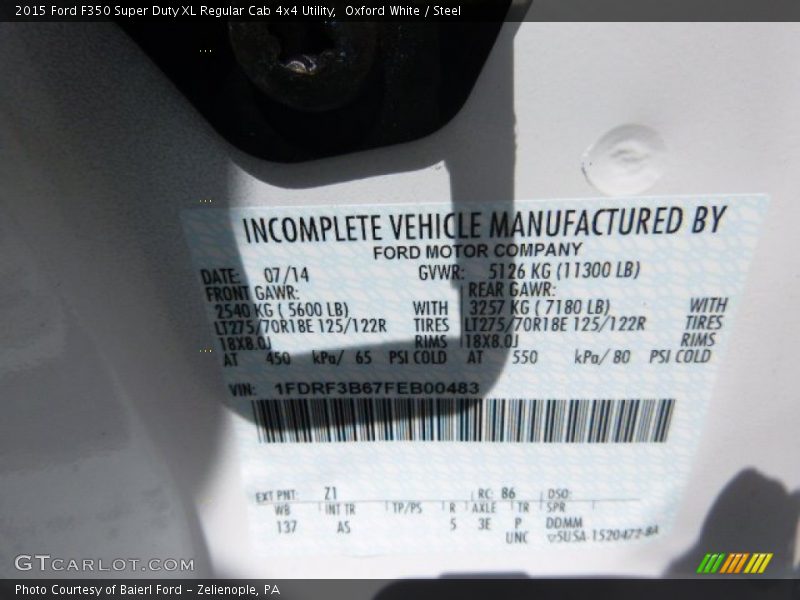 2015 Ford F350 Super Duty XL Regular Cab 4x4 Utility,  Oxford White / Steel
INCOMPLETE VEHICLE MANUFACTURED BY
FORD MOTOR COMPANY
DATE: 07/14 GVWR: 5126 KG (11300 LB)
FRONT GAWR: REAR GAWR:
2540 KG ( 5600 LB) WITH 3257 KG ( 7180 LB) WITH
LT275/70R18E 125/122R TIRES LT275/70R18E 125/122R TIRES
18X8.0J RIMS 18X8.0J RIMS
AT 450 kPa/ 65 PSI COLD AT 550 kPa/ 80 PSI COLD
VIN: 1FDRF3B67FEB00483
EXT PNT: Z1 RC: 86 DSO:
WB INT TR TP/PS R AXLE TR SPR
137 AS 5 3E P DDMM
UNC 5USA-1520472-BA
GTCARLOT.COM
Photo Courtesy of Baierl Ford - Zelienople, PA